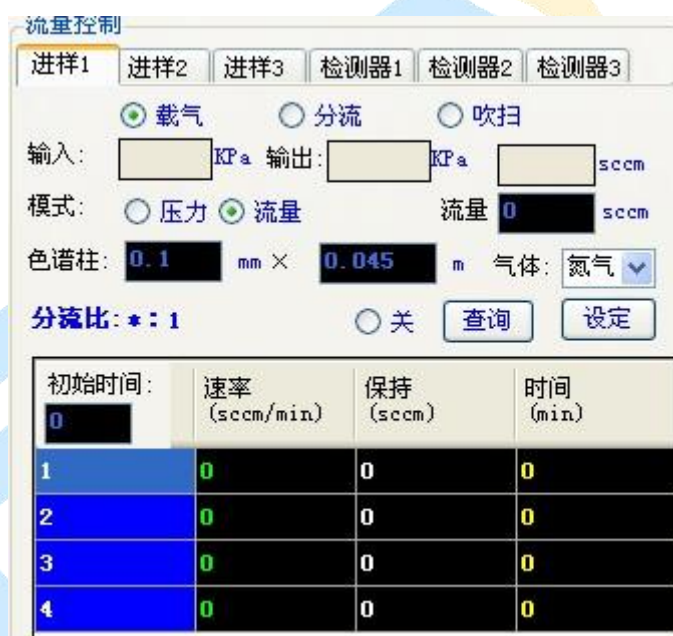 流量控制
进样1 进样2 进样3 检测器1 检测器2 检测器3
载气 分流 吹扫
输入: KPa 输出: KPa sccm
模式: 压力 流量 流量 0 sccm
色谱柱: 0.1 mm × 0.045 m 气体: 氮气
分流比: *: 1 关 查询 设定
初始时间: 速率 保持 时间
0 (sccm/min) (sccm) (min)
1 0 0 0
2 0 0 0
3 0 0 0
4 0 0 0